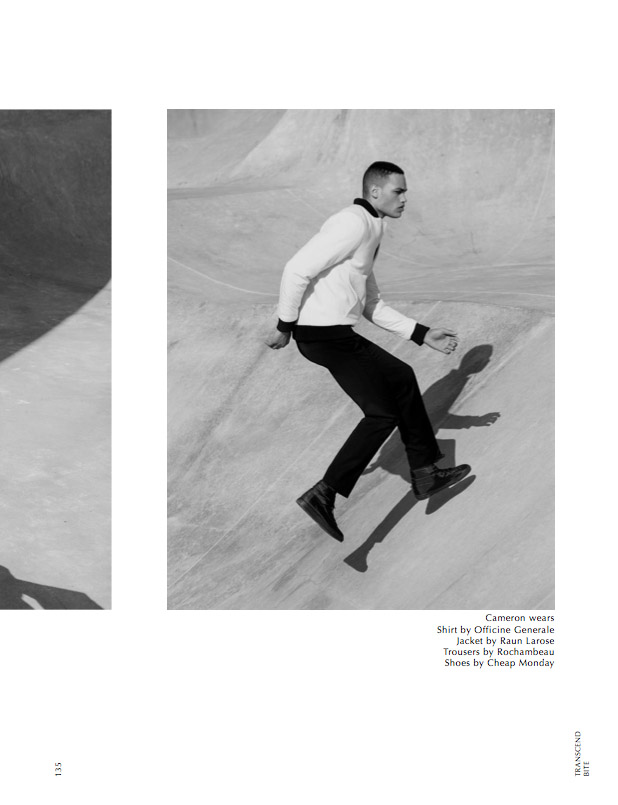 Cameron wears
Shirt by Officine Generale
Jacket by Raun Larose
Trousers by Rochambeau
Shoes by Cheap Monday
135
TRANSCEND
BITE